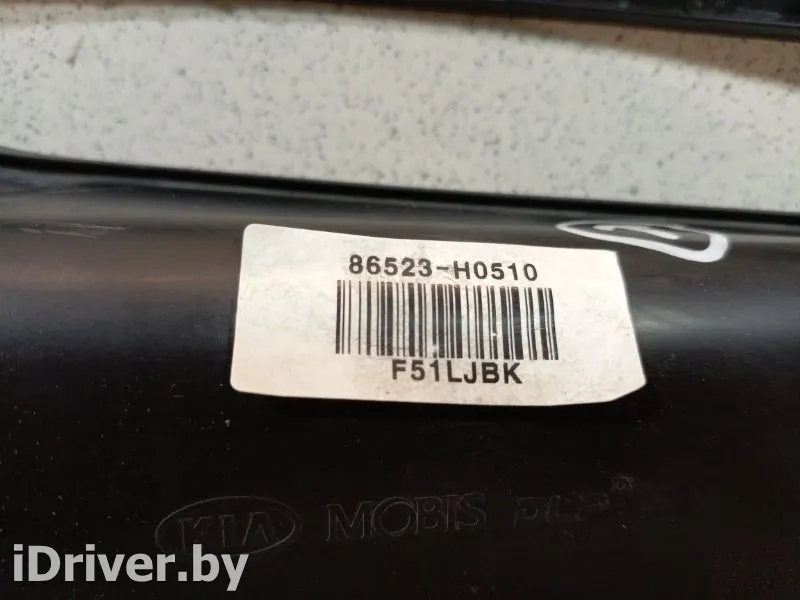 86523-H0510
F51LJBK
KIA MOBIS
iDriver.by